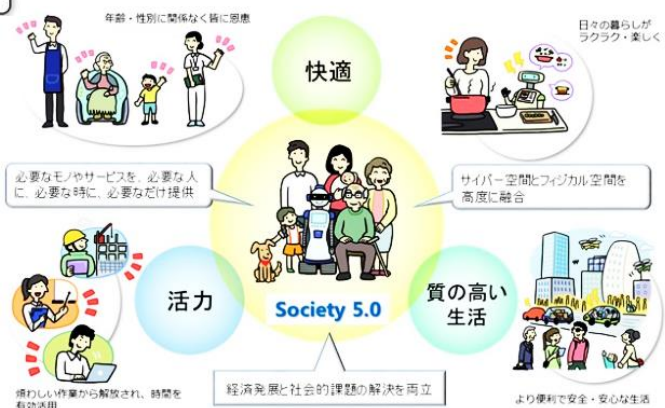 年齢・性別に関係なく皆に恩恵
快適
日々の暮らしが
ラクラク・楽しく
必要なモノやサービスを、必要な人
に、必要な時に、必要なだけ提供
サイバー空間とフィジカル空間を
高度に融合
活力
Society 5.0
質の高い
生活
煩わしい作業から解放され、時間を
有効活用
経済発展と社会的課題の解決を両立
より便利で安全・安心な生活